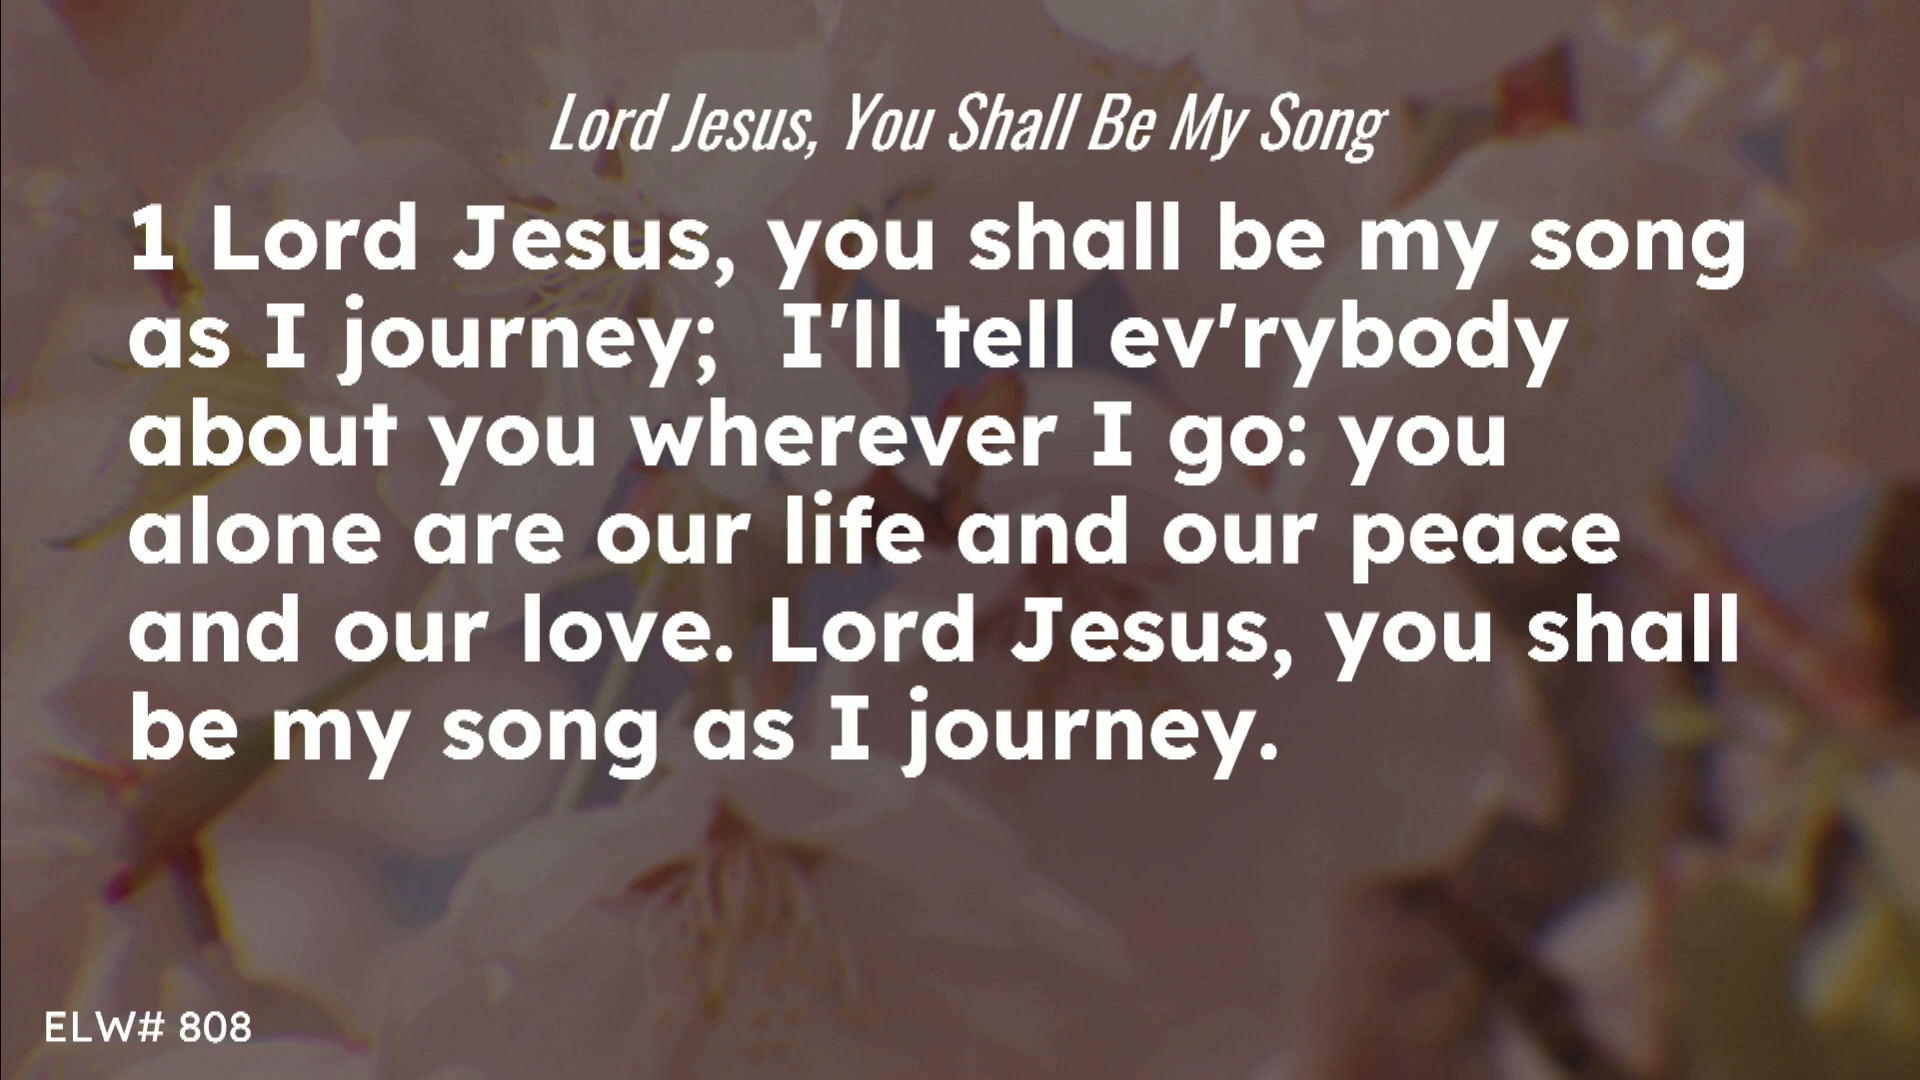 Lord Jesus, You Shall Be My Song
1 Lord Jesus, you shall be my song
as I journey;  I'll tell ev'rybody
about you wherever I go: you
alone are our life and our peace
and our love. Lord Jesus, you shall
be my song as I journey.
ELW# 808